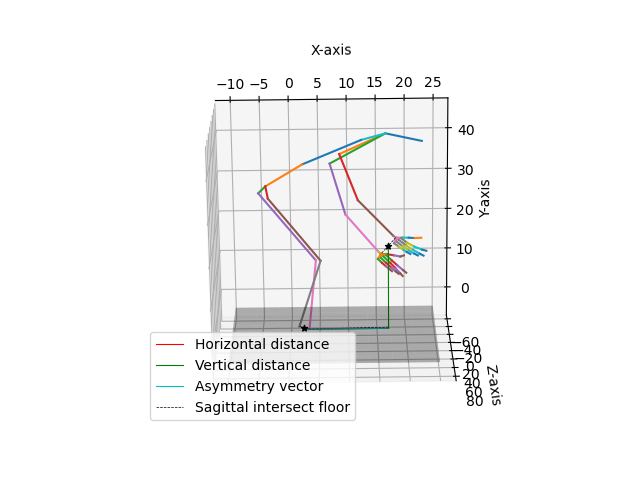 X-axis
−10 −5 0 5 10 15 20 25
40
30
20
10
0
Y-axis
−60
−40
−20
0
20
40
60
80
Z-axis
Horizontal distance
Vertical distance
Asymmetry vector
Sagittal intersect floor